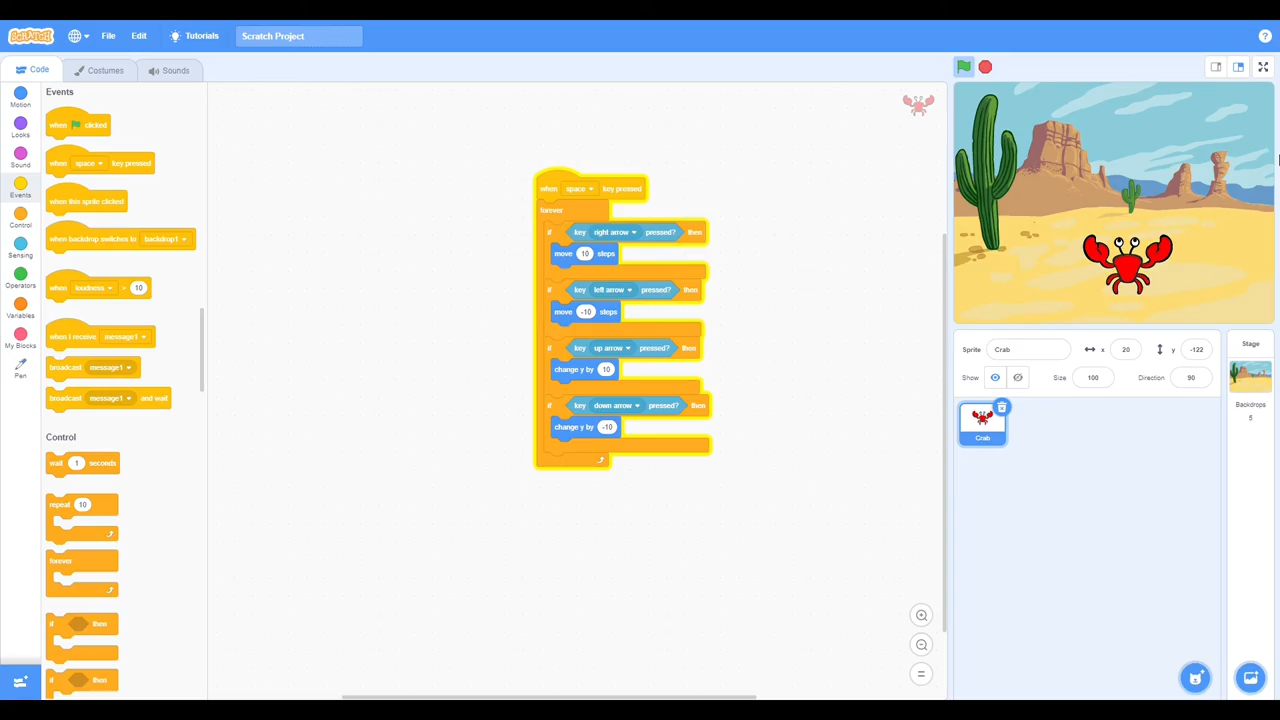 SCRATCH File Edit Tutorials Scratch Project ?
Code Costumes Sounds
Motion
Looks
Sound
Events
Control
Sensing
Operators
Variables
My Blocks
Pen
Events
when clicked
when space key pressed
when this sprite clicked
when backdrop switches to backdrop1
when loudness > 10
when I receive message1
broadcast message1
broadcast message1 and wait
Control
wait 1 seconds
repeat 10
forever
if then
if then
when space key pressed
forever
if key right arrow pressed? then
move 10 steps
if key left arrow pressed? then
move -10 steps
if key up arrow pressed? then
change y by 10
if key down arrow pressed? then
change y by -10
Sprite Crab x 20 y -122
Show Size 100 Direction 90
Crab
Stage
Backdrops
5